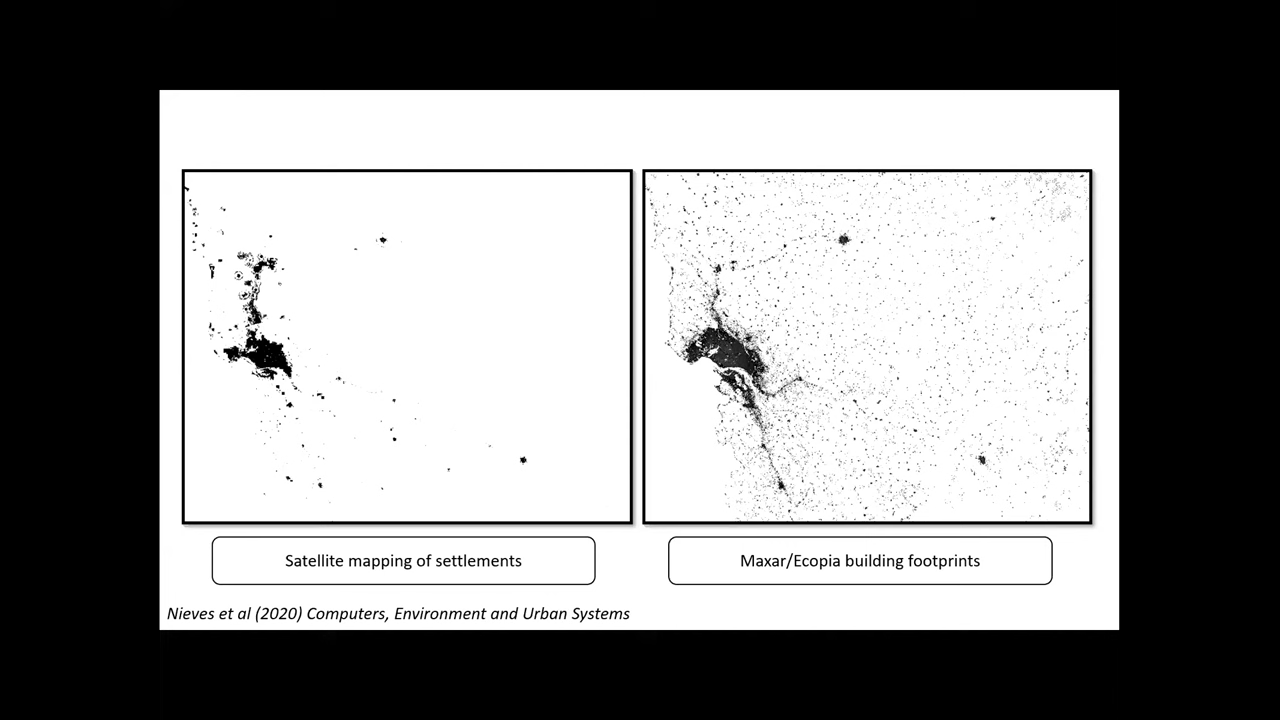 Satellite mapping of settlements
Maxar/Ecopia building footprints
Nieves et al (2020) Computers, Environment and Urban Systems